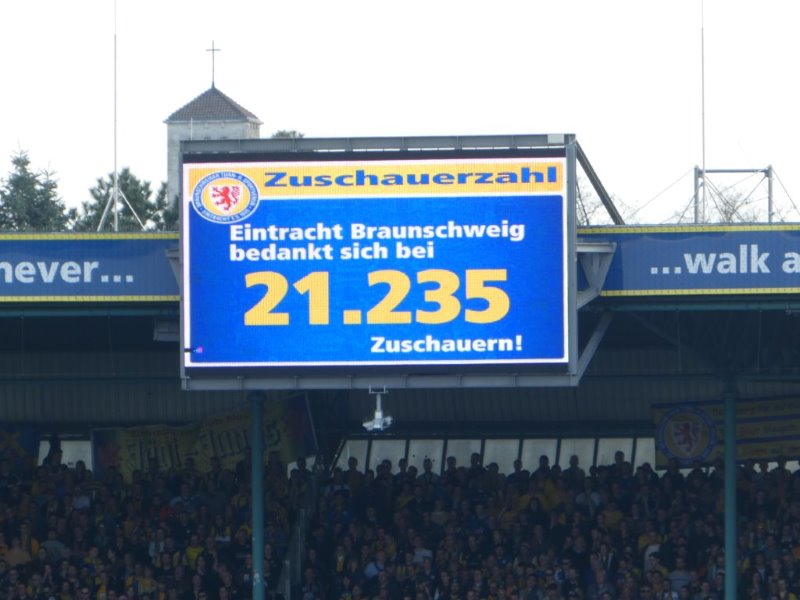 Zuschauerzahl
Eintracht Braunschweig
bedankt sich bei
21.235
Zuschauern!
never...
...walk a